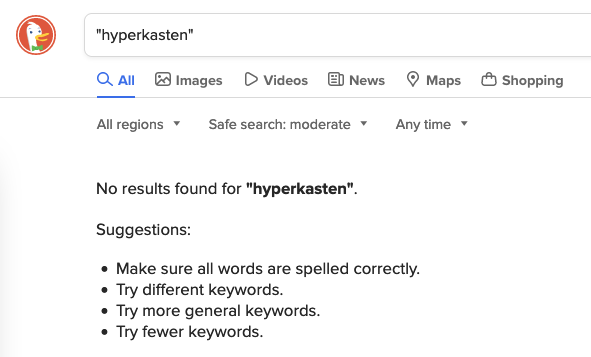 "hyperkasten"
All Images Videos News Maps Shopping
All regions Safe search: moderate Any time
No results found for "hyperkasten".
Suggestions:
• Make sure all words are spelled correctly.
• Try different keywords.
• Try more general keywords.
• Try fewer keywords.